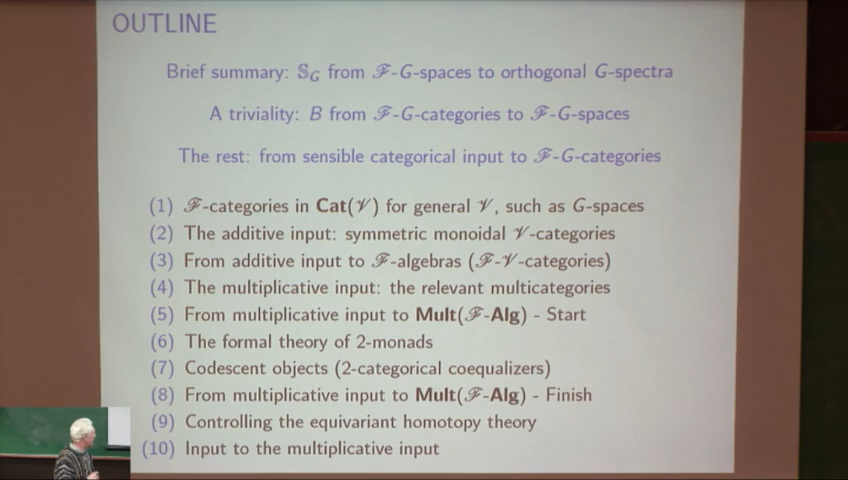 OUTLINE
Brief summary: 𝕊_G from ℱ-G-spaces to orthogonal G-spectra
A triviality: B from ℱ-G-categories to ℱ-G-spaces
The rest: from sensible categorical input to ℱ-G-categories
(1) ℱ-categories in Cat(𝒱) for general 𝒱, such as G-spaces
(2) The additive input: symmetric monoidal 𝒱-categories
(3) From additive input to ℱ-algebras (ℱ-𝒱-categories)
(4) The multiplicative input: the relevant multicategories
(5) From multiplicative input to Mult(ℱ-Alg) - Start
(6) The formal theory of 2-monads
(7) Codescent objects (2-categorical coequalizers)
(8) From multiplicative input to Mult(ℱ-Alg) - Finish
(9) Controlling the equivariant homotopy theory
(10) Input to the multiplicative input